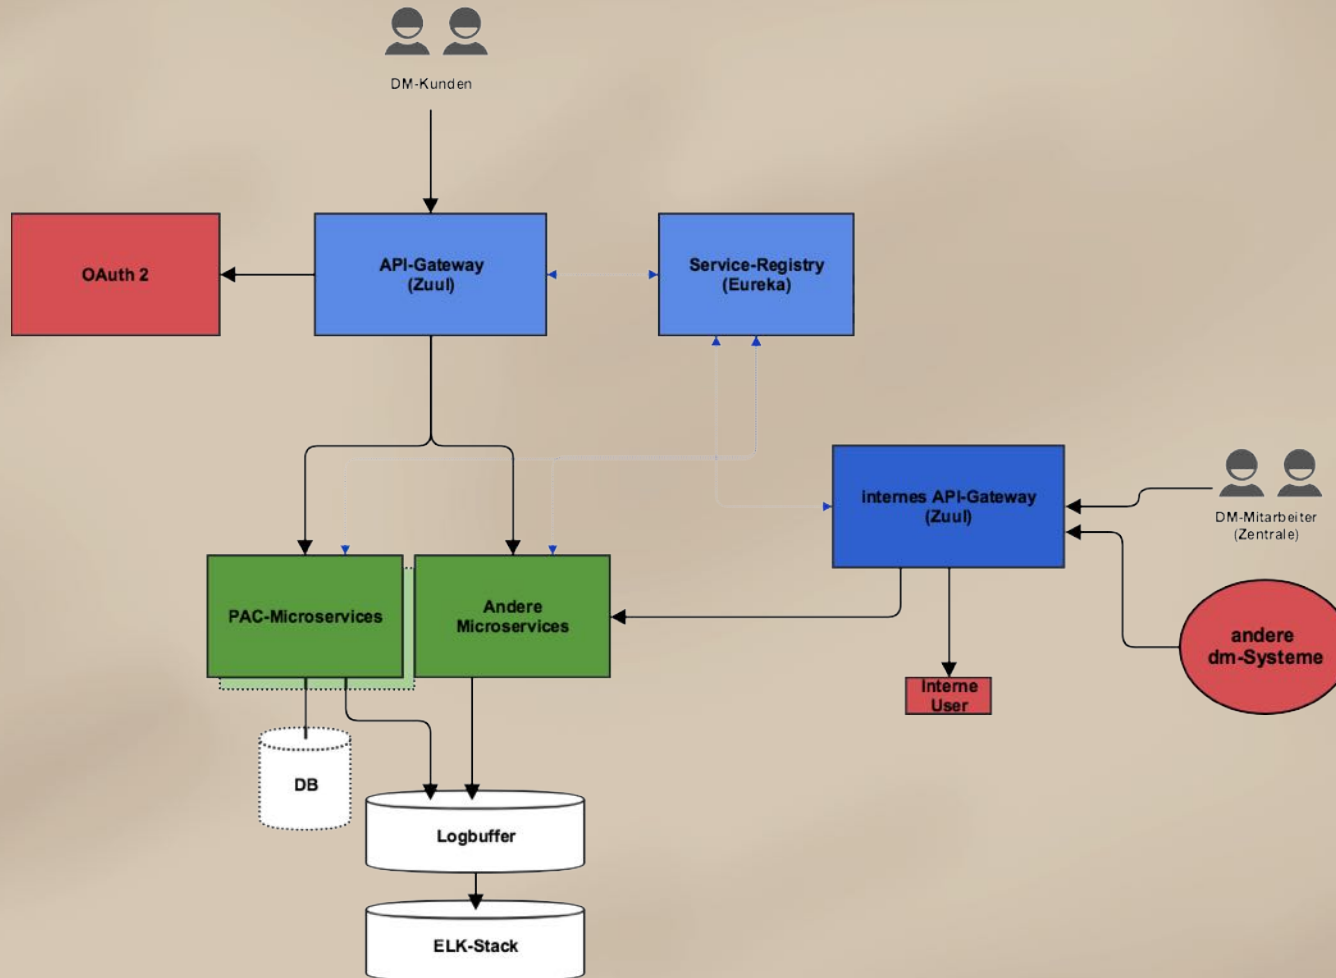 DM-Kunden
OAuth 2
API-Gateway
(Zuul)
Service-Registry
(Eureka)
internes API-Gateway
(Zuul)
DM-Mitarbeiter
(Zentrale)
PAC-Microservices
Andere
Microservices
andere
dm-Systeme
Interne
User
DB
Logbuffer
ELK-Stack